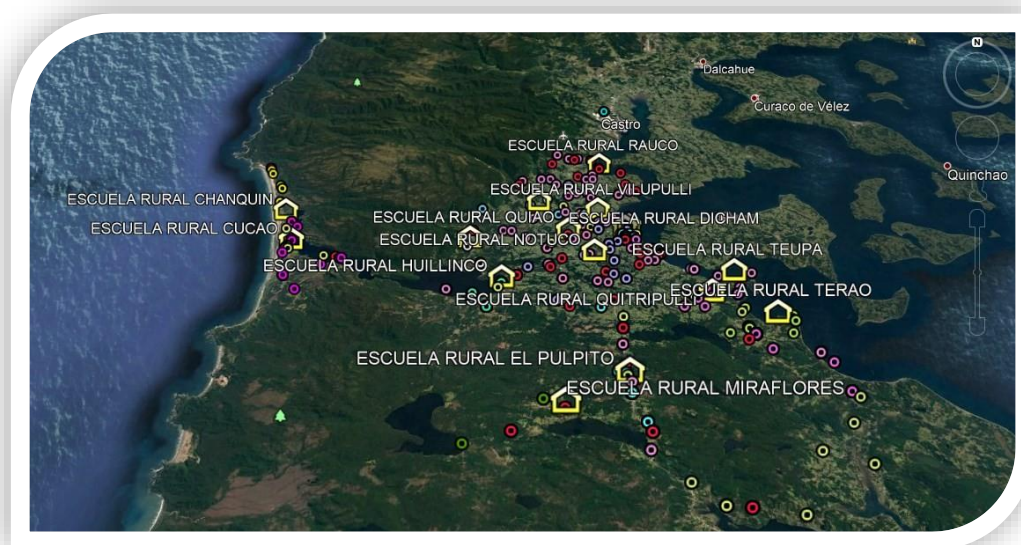 N
Dalcahue
Curaco de Vélez
Castro
ESCUELA RURAL RAUCO
Quinchao
ESCUELA RURAL VILUPULLI
ESCUELA RURAL CHANQUIN
ESCUELA RURAL QUIAO
ESCUELA RURAL DICHAM
ESCUELA RURAL CUCAO
ESCUELA RURAL NOTUCO
ESCUELA RURAL TEUPA
ESCUELA RURAL HUILLINCO
ESCUELA RURAL TERAO
ESCUELA RURAL QUITRIPULLI
ESCUELA RURAL EL PULPITO
ESCUELA RURAL MIRAFLORES